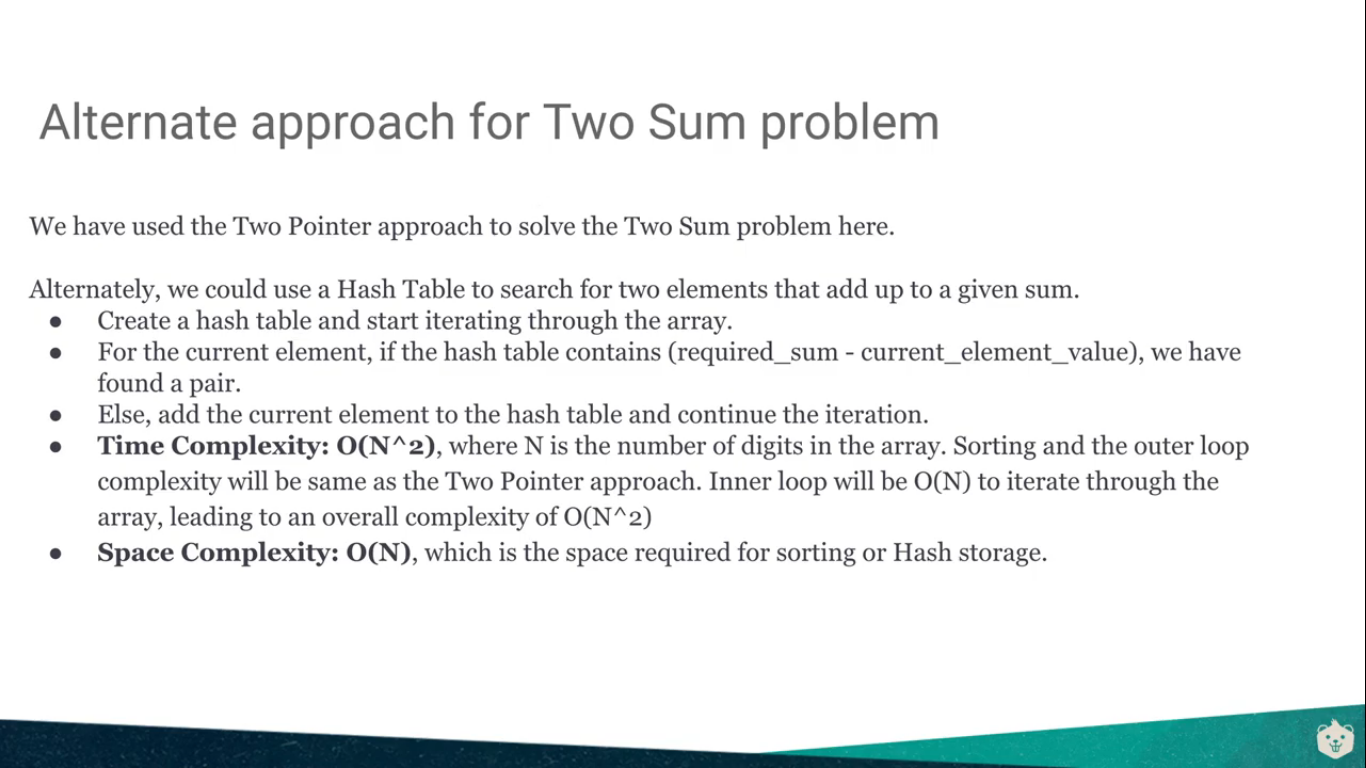 Alternate approach for Two Sum problem
We have used the Two Pointer approach to solve the Two Sum problem here.
Alternately, we could use a Hash Table to search for two elements that add up to a given sum.
● Create a hash table and start iterating through the array.
● For the current element, if the hash table contains (required_sum - current_element_value), we have
found a pair.
● Else, add the current element to the hash table and continue the iteration.
● Time Complexity: O(N^2), where N is the number of digits in the array. Sorting and the outer loop
complexity will be same as the Two Pointer approach. Inner loop will be O(N) to iterate through the
array, leading to an overall complexity of O(N^2)
● Space Complexity: O(N), which is the space required for sorting or Hash storage.